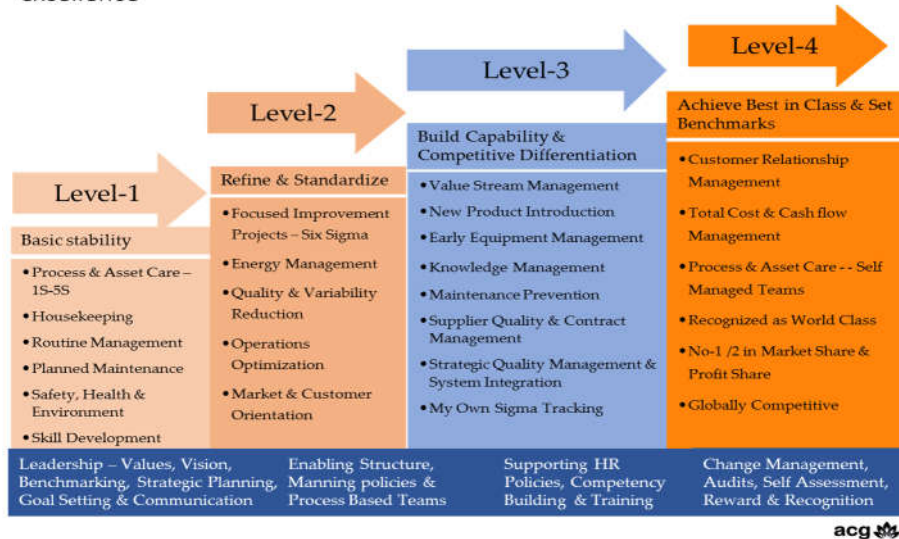 Level-1
Basic stability
• Process & Asset Care –
1S-5S
• Housekeeping
• Routine Management
• Planned Maintenance
• Safety, Health &
Environment
• Skill Development
Level-2
Refine & Standardize
• Focused Improvement
Projects – Six Sigma
• Energy Management
• Quality & Variability
Reduction
• Operations
Optimization
• Market & Customer
Orientation
Level-3
Build Capability &
Competitive Differentiation
• Value Stream Management
• New Product Introduction
• Early Equipment Management
• Knowledge Management
• Maintenance Prevention
• Supplier Quality & Contract
Management
• Strategic Quality Management &
System Integration
• My Own Sigma Tracking
Level-4
Achieve Best in Class & Set
Benchmarks
• Customer Relationship
Management
• Total Cost & Cash flow
Management
• Process & Asset Care - - Self
Managed Teams
• Recognized as World Class
• No-1 /2 in Market Share &
Profit Share
• Globally Competitive
Leadership – Values, Vision,
Benchmarking, Strategic Planning,
Goal Setting & Communication
Enabling Structure,
Manning policies &
Process Based Teams
Supporting HR
Policies, Competency
Building & Training
Change Management,
Audits, Self Assessment,
Reward & Recognition
acg